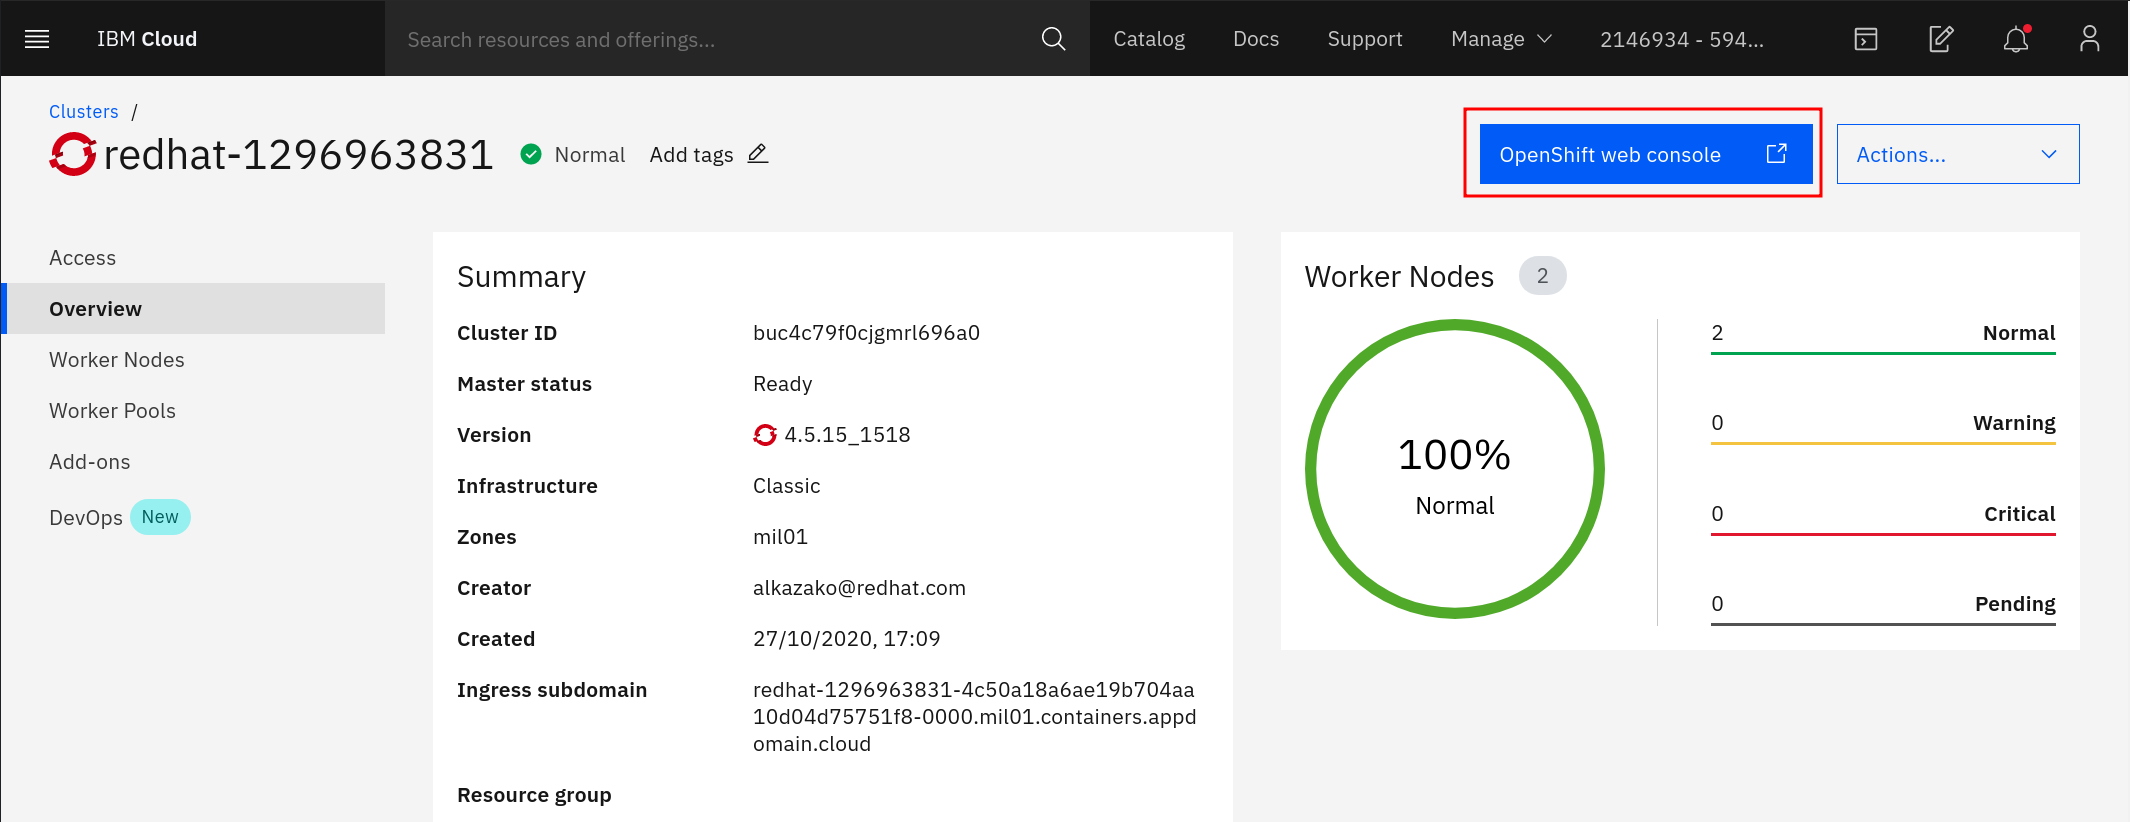 IBM Cloud
Search resources and offerings...
Catalog
Docs
Support
Manage
2146934 - 594...
Clusters /
redhat-1296963831
Normal
Add tags
OpenShift web console
Actions...
Access
Overview
Worker Nodes
Worker Pools
Add-ons
DevOps New
Summary
Cluster ID buc4c79f0cjgmrl696a0
Master status Ready
Version 4.5.15_1518
Infrastructure Classic
Zones mil01
Creator alkazako@redhat.com
Created 27/10/2020, 17:09
Ingress subdomain redhat-1296963831-4c50a18a6ae19b704aa
10d04d75751f8-0000.mil01.containers.appd
omain.cloud
Resource group
Worker Nodes 2
100%
Normal
2 Normal
0 Warning
0 Critical
0 Pending